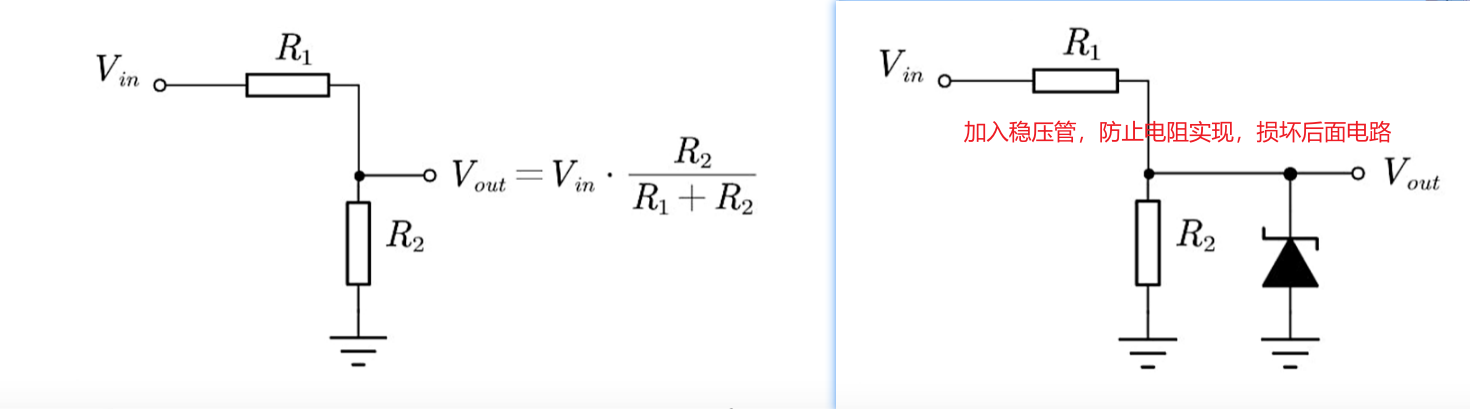 V_{in}
R_1
V_{out} = V_{in} · \frac{R_2}{R_1 + R_2}
R_2
V_{in}
R_1
加入稳压管，防止电阻实现，损坏后面电路
V_{out}
R_2